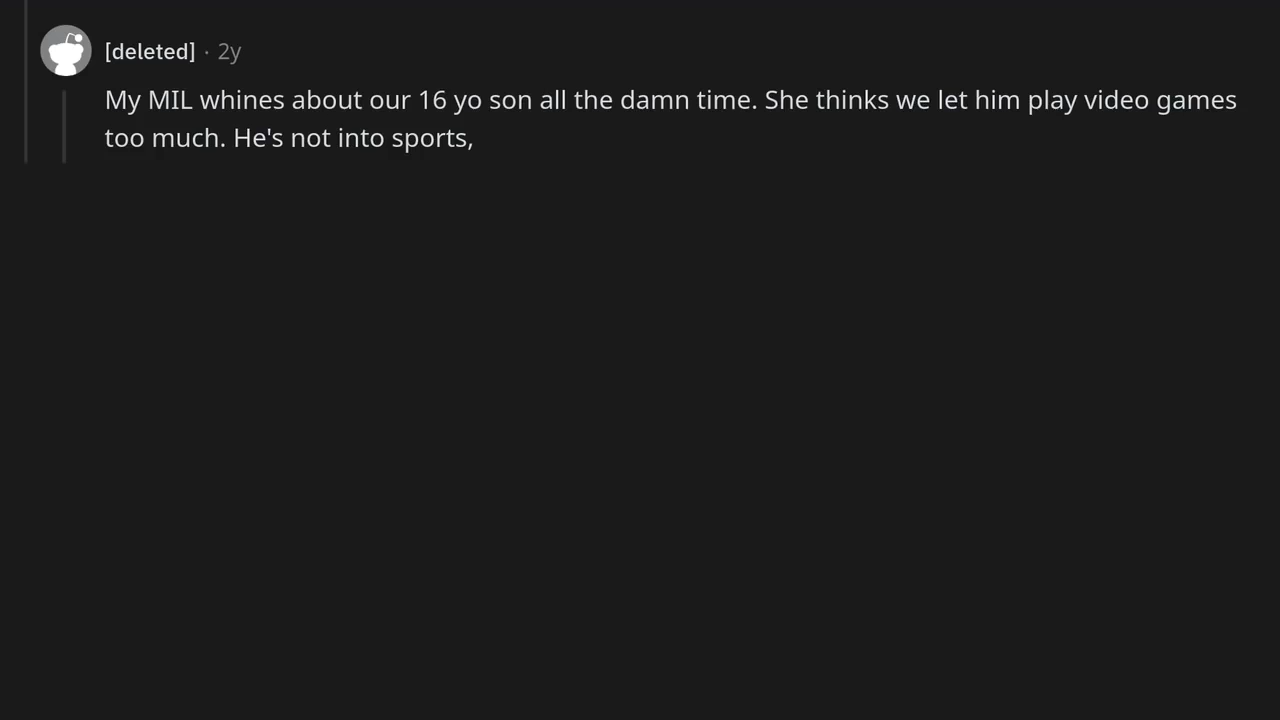 [deleted] · 2y
My MIL whines about our 16 yo son all the damn time. She thinks we let him play video games
too much. He's not into sports,